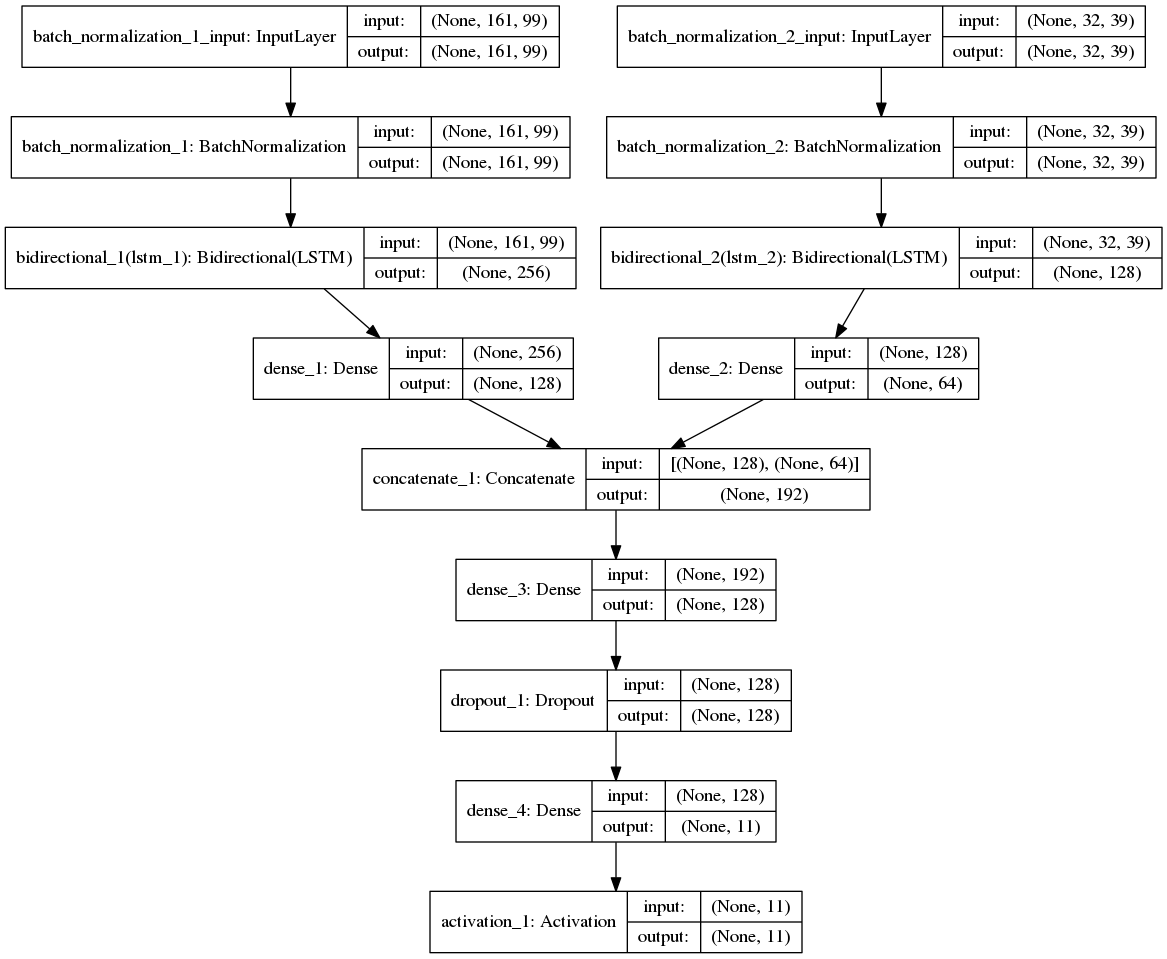 batch_normalization_1_input: InputLayer
input: (None, 161, 99)
output: (None, 161, 99)
batch_normalization_2_input: InputLayer
input: (None, 32, 39)
output: (None, 32, 39)
batch_normalization_1: BatchNormalization
input: (None, 161, 99)
output: (None, 161, 99)
batch_normalization_2: BatchNormalization
input: (None, 32, 39)
output: (None, 32, 39)
bidirectional_1(lstm_1): Bidirectional(LSTM)
input: (None, 161, 99)
output: (None, 256)
bidirectional_2(lstm_2): Bidirectional(LSTM)
input: (None, 32, 39)
output: (None, 128)
dense_1: Dense
input: (None, 256)
output: (None, 128)
dense_2: Dense
input: (None, 128)
output: (None, 64)
concatenate_1: Concatenate
input: [(None, 128), (None, 64)]
output: (None, 192)
dense_3: Dense
input: (None, 192)
output: (None, 128)
dropout_1: Dropout
input: (None, 128)
output: (None, 128)
dense_4: Dense
input: (None, 128)
output: (None, 11)
activation_1: Activation
input: (None, 11)
output: (None, 11)